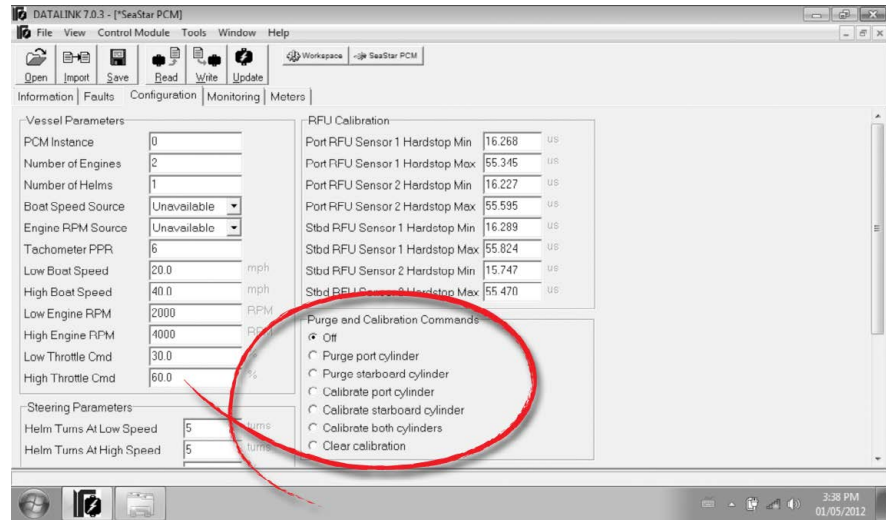 DATALINK 7.0.3 - [*SeaStar PCM]
File View Control Module Tools Window Help
Open Import Save Read Write Update Workspace SeaStar PCM
Information Faults Configuration Monitoring Meters
Vessel Parameters
PCM Instance 0
Number of Engines 2
Number of Helms 1
Boat Speed Source Unavailable
Engine RPM Source Unavailable
Tachometer PPR 6
Low Boat Speed 20.0 mph
High Boat Speed 40.0 mph
Low Engine RPM 2000 RPM
High Engine RPM 4000 RPM
Low Throttle Cmd 30.0
High Throttle Cmd 60.0 %
Steering Parameters
Helm Turns At Low Speed 5 turns
Helm Turns At High Speed 5 turns
RFU Calibration
Port RFU Sensor 1 Hardstop Min 16.268 us
Port RFU Sensor 1 Hardstop Max 55.345 us
Port RFU Sensor 2 Hardstop Min 16.227 us
Port RFU Sensor 2 Hardstop Max 55.595 us
Stbd RFU Sensor 1 Hardstop Min 16.289 us
Stbd RFU Sensor 1 Hardstop Max 55.824 us
Stbd RFU Sensor 2 Hardstop Min 15.747 us
Stbd RFU Sensor 2 Hardstop Max 55.470 us
Purge and Calibration Commands
Off
Purge port cylinder
Purge starboard cylinder
Calibrate port cylinder
Calibrate starboard cylinder
Calibrate both cylinders
Clear calibration
3:38 PM
01/05/2012